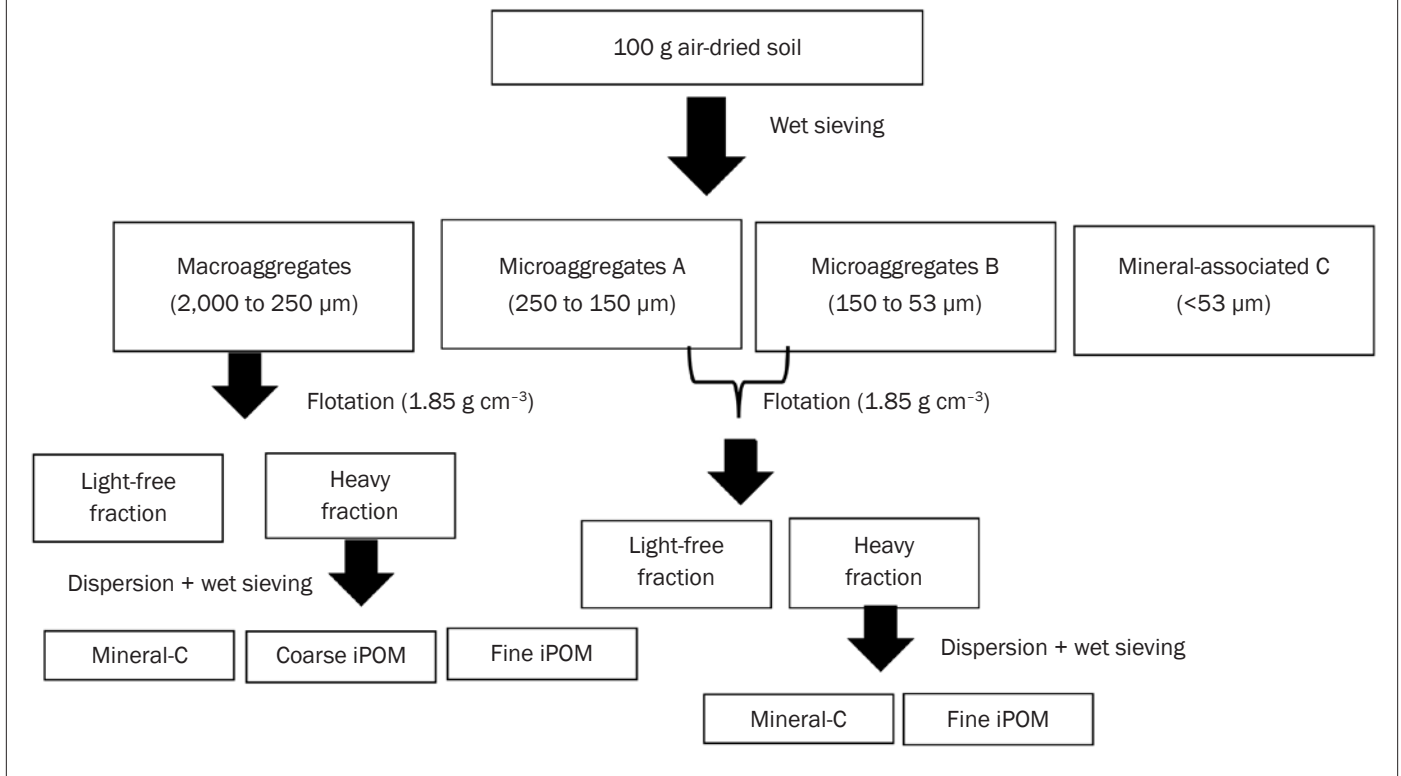 100 g air-dried soil
Wet sieving
Macroaggregates
(2,000 to 250 µm)
Microaggregates A
(250 to 150 µm)
Microaggregates B
(150 to 53 µm)
Mineral-associated C
(<53 µm)
Flotation (1.85 g cm⁻³)
Flotation (1.85 g cm⁻³)
Light-free
fraction
Heavy
fraction
Light-free
fraction
Heavy
fraction
Dispersion + wet sieving
Mineral-C
Coarse iPOM
Fine iPOM
Dispersion + wet sieving
Mineral-C
Fine iPOM